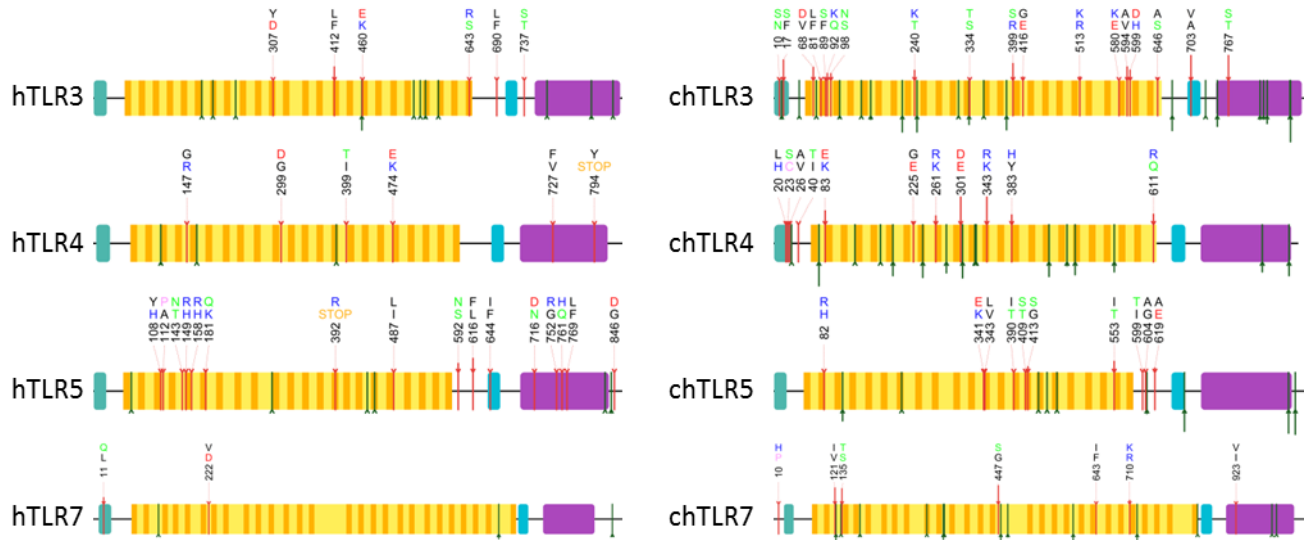 Y L E R L S
D F K S F T
307 412 460 643 690 737
hTLR3
S S D L S K N K T S G K K A D A V S
N F V F F Q S T S R E R E V H S A T
10 17 68 81 89 92 98 240 334 399 416 513 580 594 599 646 703 767
chTLR3
G D T E F Y
R G I K V STOP
147 299 399 474 727 794
hTLR4
L S A T E G R D R H R
H C V I K E K E K Y Q
20 23 26 40 83 225 261 301 343 383 611
chTLR4
Y P N R R Q R L N F I D R H L D
H A T H H K STOP I S L F N G Q F G
108 112 143 149 158 181 392 487 592 616 644 716 752 761 769 846
hTLR5
R E L I S S I T A A
H K V T T G T I G E
82 341 343 390 409 413 553 599 604 619
chTLR5
Q V
L D
11 222
hTLR7
H I T S I K V
P V S G F R I
10 121 135 447 643 710 923
chTLR7